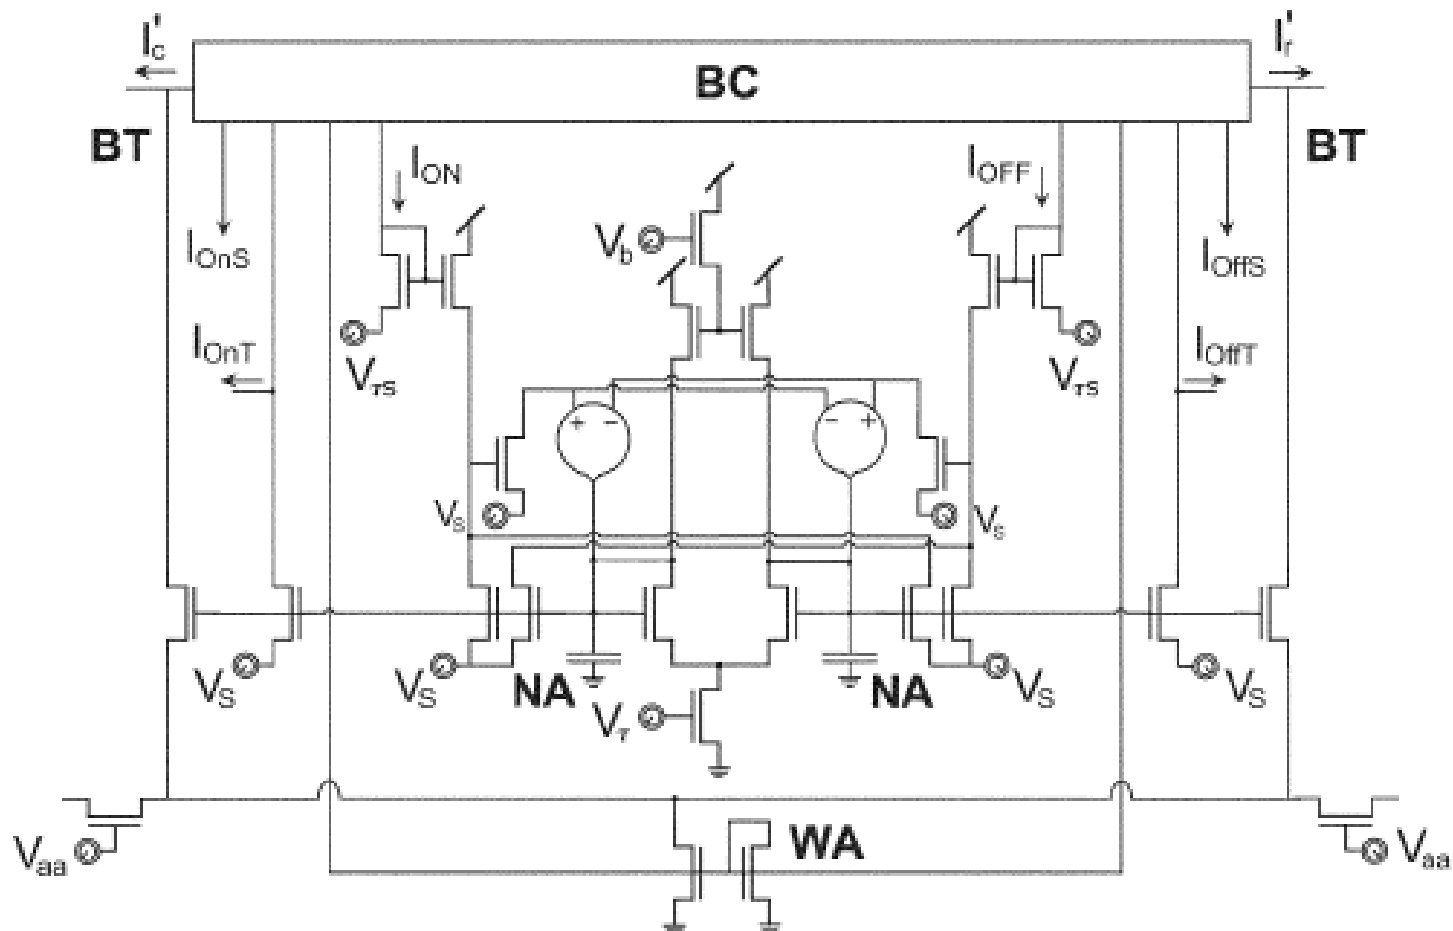 I'c
I'r
BC
BT
BT
ION
IOFF
Vb
IOnS
IOffS
IOnT
IOffT
Vτs
Vτs
+ -
- +
Vs
Vs
VS
VS
NA
NA
VS
VS
Vτ
WA
Vaa
Vaa